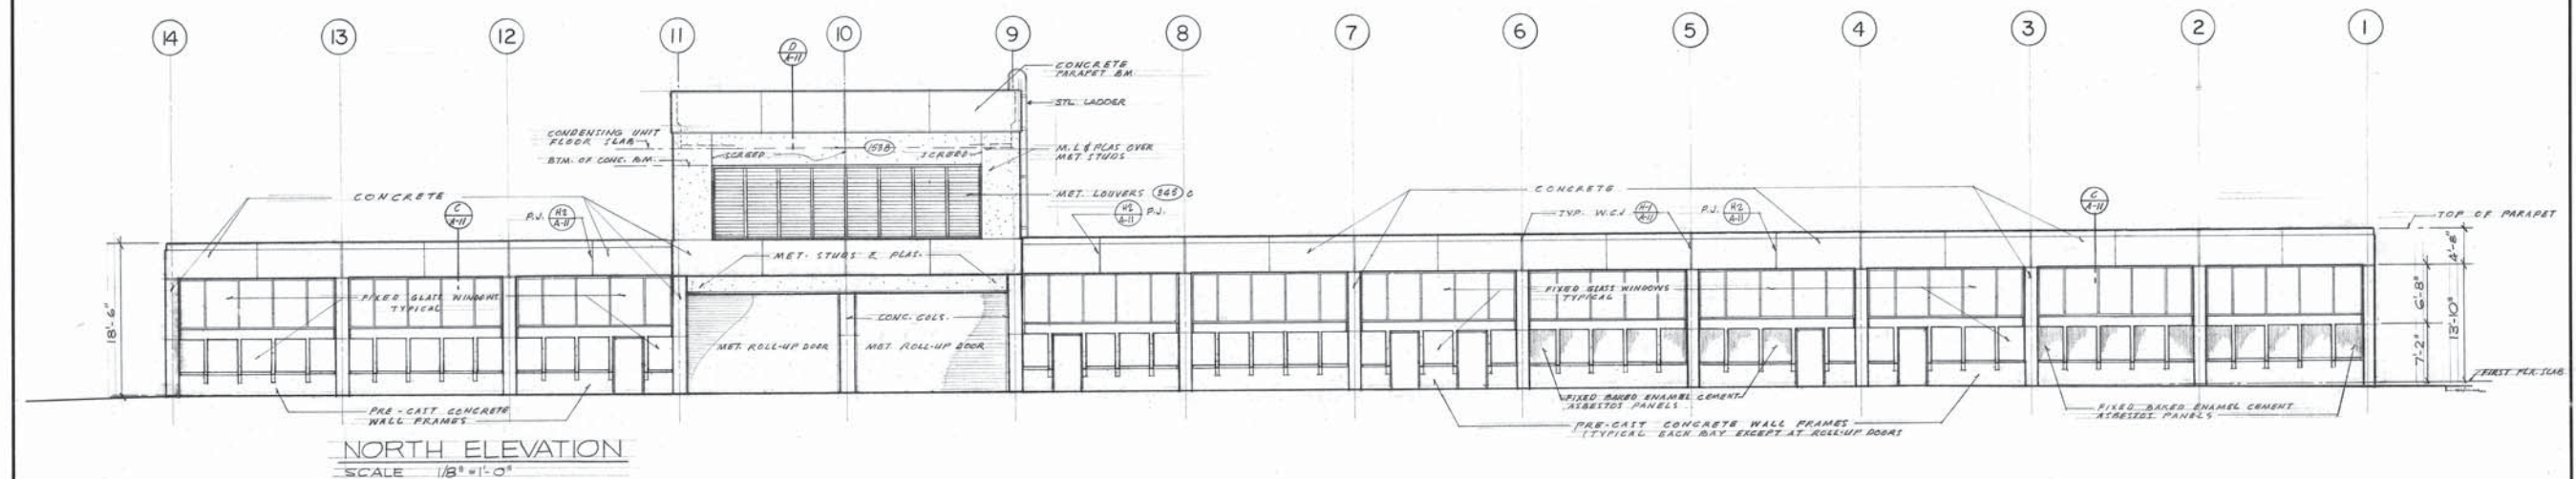 14 13 12 11 10 9 8 7 6 5 4 3 2 1
D
A-11
CONCRETE
PARAPET BM.
STL. LADDER
CONDENSING UNIT
FLOOR SLAB
BTM. OF CONC. BM.
SCREED
SCREED
M.L & PLAS OVER
MET. STUDS
MET. LOUVERS
C
CONCRETE
C
A-11
P.J.
H2
A-11
H2
A-11
P.J.
CONCRETE
TYP. W.C.J
H-1
A-11
P.J.
H2
A-11
C
A-11
TOP OF PARAPET
MET. STUDS & PLAS.
18'-6"
FIXED GLASS WINDOWS
TYPICAL
CONC. COLS.
MET. ROLL-UP DOOR
MET. ROLL-UP DOOR
FIXED GLASS WINDOWS
TYPICAL
4'-8"
6'-8"
7'-2"
13'-10"
FIRST FLR. SLAB
PRE-CAST CONCRETE
WALL FRAMES
FIXED BAKED ENAMEL CEMENT
ASBESTOS PANELS
PRE-CAST CONCRETE WALL FRAMES
(TYPICAL EACH BAY EXCEPT AT ROLL-UP DOORS
FIXED BAKED ENAMEL CEMENT
ASBESTOS PANELS
NORTH ELEVATION
SCALE 1/8" = 1'-0"